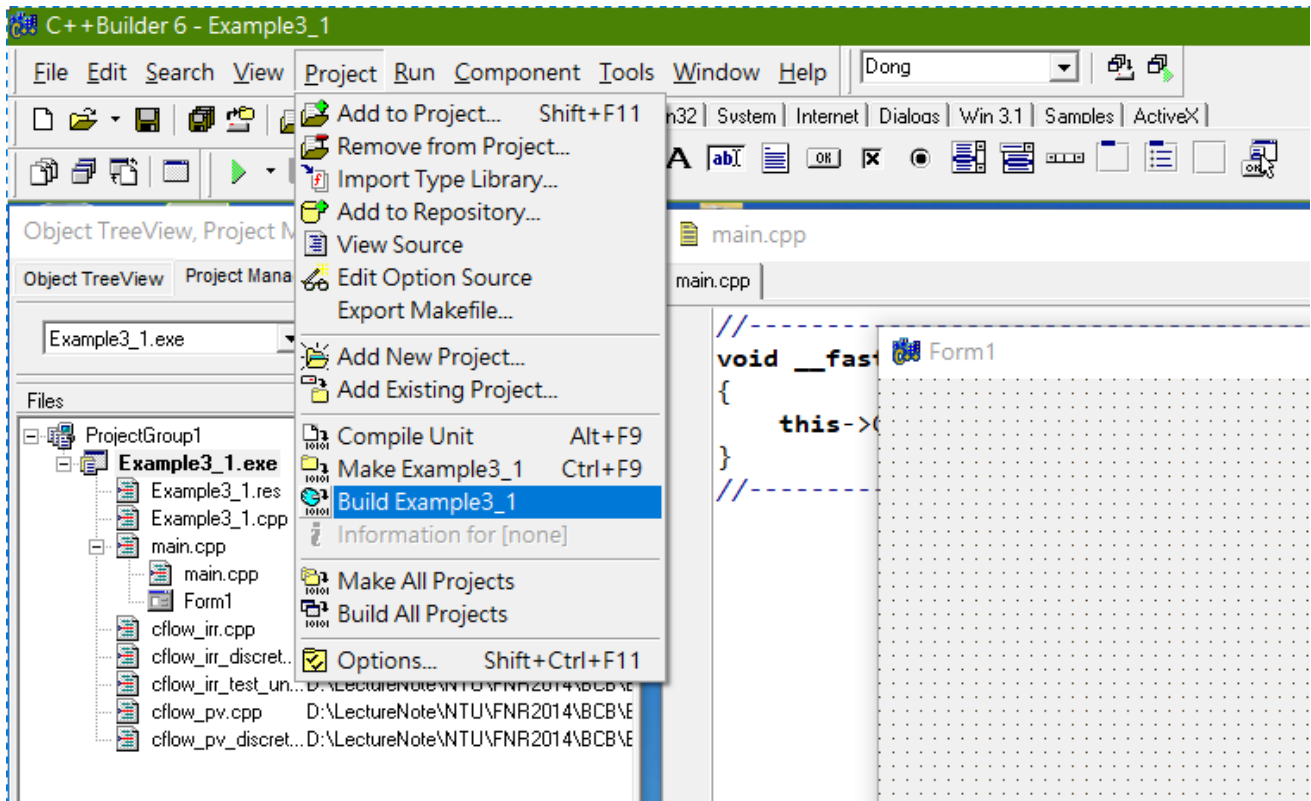 C++Builder 6 - Example3_1
File Edit Search View Project Run Component Tools Window Help Dong
Add to Project... Shift+F11
Remove from Project...
Import Type Library...
Add to Repository...
View Source
Edit Option Source
Export Makefile...
Add New Project...
Add Existing Project...
Compile Unit Alt+F9
Make Example3_1 Ctrl+F9
Build Example3_1
Information for [none]
Make All Projects
Build All Projects
Options... Shift+Ctrl+F11
n32 System Internet Dialogs Win 3.1 Samples ActiveX
Object TreeView, Project M
Object TreeView Project Mana
Example3_1.exe
Files
ProjectGroup1
Example3_1.exe
Example3_1.res
Example3_1.cpp
main.cpp
main.cpp
Form1
cflow_irr.cpp
cflow_irr_discret...
cflow_irr_test_un... D:\LectureNote\NTU\FNR2014\BCB\E
cflow_pv.cpp D:\LectureNote\NTU\FNR2014\BCB\E
cflow_pv_discret... D:\LectureNote\NTU\FNR2014\BCB\E
main.cpp
main.cpp
//----------
void __fast
{
this->
}
//----------
Form1